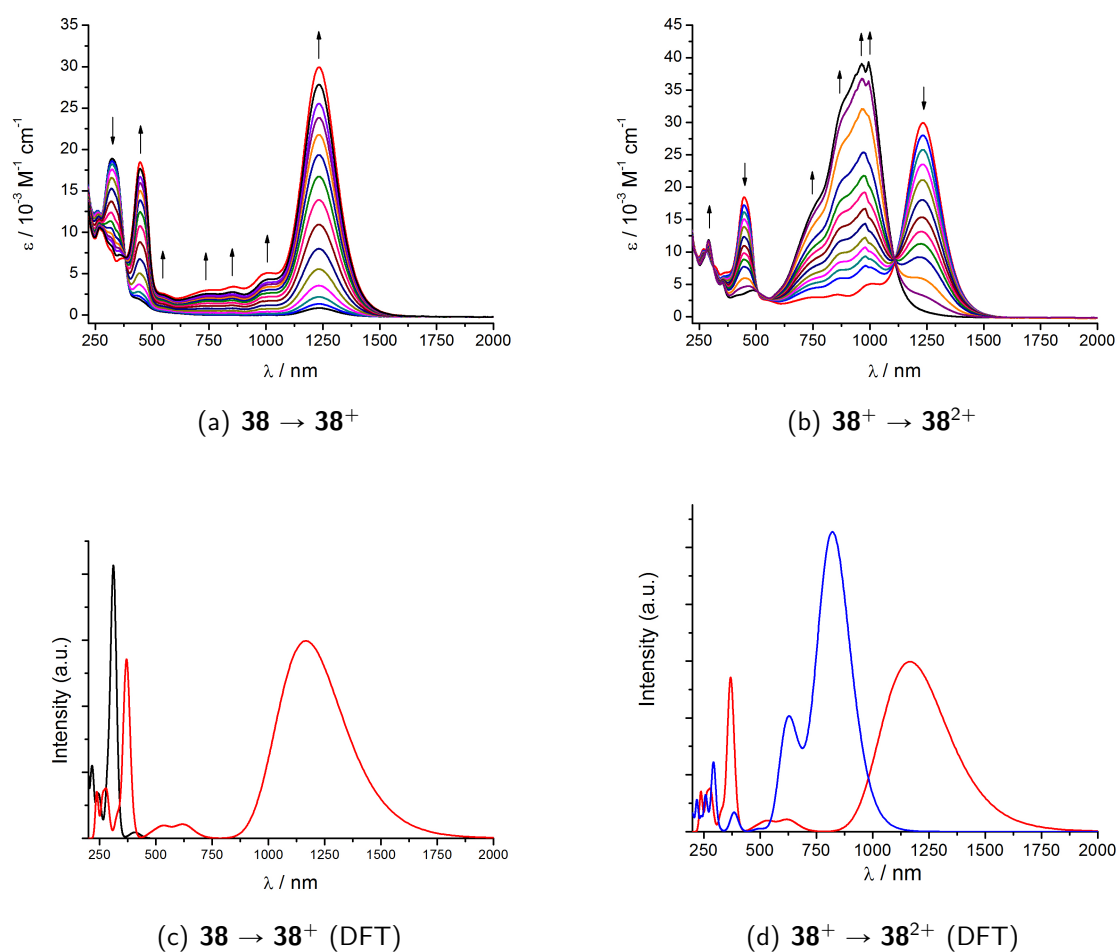 35
30
25
20
15
10
5
0
ε / 10⁻³ M⁻¹ cm⁻¹
250 500 750 1000 1250 1500 1750 2000
λ / nm
(a) 38 → 38⁺
45
40
35
30
25
20
15
10
5
0
ε / 10⁻³ M⁻¹ cm⁻¹
250 500 750 1000 1250 1500 1750 2000
λ / nm
(b) 38⁺ → 38²⁺
Intensity (a.u.)
250 500 750 1000 1250 1500 1750 2000
λ / nm
(c) 38 → 38⁺ (DFT)
Intensity (a.u.)
250 500 750 1000 1250 1500 1750 2000
λ / nm
(d) 38⁺ → 38²⁺ (DFT)